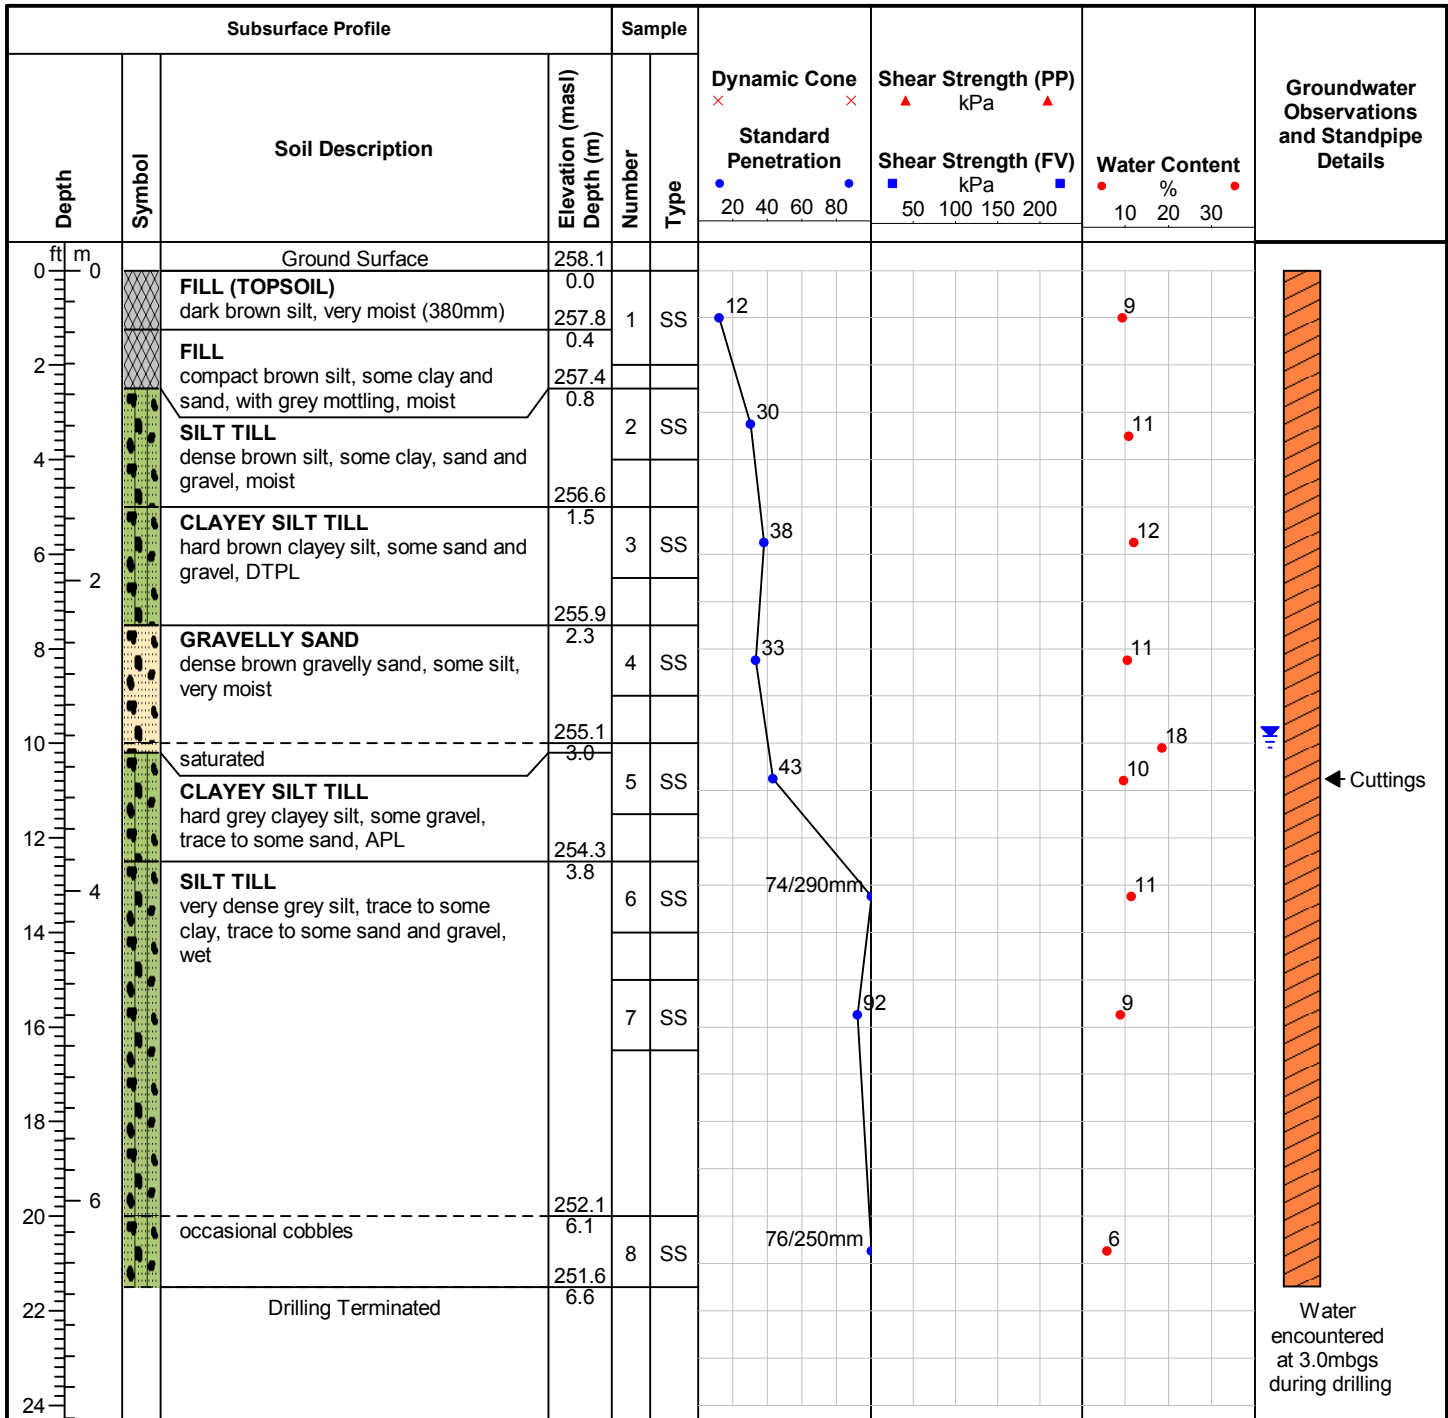 Subsurface Profile
Sample
Depth
Symbol
Soil Description
Elevation (masl)
Depth (m)
Number
Type
Dynamic Cone
Standard
Penetration
20 40 60 80
Shear Strength (PP)
kPa
Shear Strength (FV)
kPa
50 100 150 200
Water Content
%
10 20 30
Groundwater
Observations
and Standpipe
Details
ft m
Ground Surface
258.1
0 0
0.0
FILL (TOPSOIL)
dark brown silt, very moist (380mm)
257.8
1 SS
12
9
0.4
FILL
compact brown silt, some clay and
sand, with grey mottling, moist
2
257.4
0.8
SILT TILL
dense brown silt, some clay, sand and
gravel, moist
2 SS
30
11
4
256.6
1.5
CLAYEY SILT TILL
hard brown clayey silt, some sand and
gravel, DTPL
3 SS
38
12
6
2
255.9
2.3
GRAVELLY SAND
dense brown gravelly sand, some silt,
very moist
4 SS
33
11
8
255.1
10
3.0
saturated
18
CLAYEY SILT TILL
hard grey clayey silt, some gravel,
trace to some sand, APL
5 SS
43
10
Cuttings
12
254.3
3.8
SILT TILL
very dense grey silt, trace to some
clay, trace to some sand and gravel,
wet
4
6 SS
74/290mm
11
14
7 SS
92
9
16
18
6
252.1
20
6.1
occasional cobbles
8 SS
76/250mm
6
251.6
6.6
Drilling Terminated
22
24
Water
encountered
at 3.0mbgs
during drilling